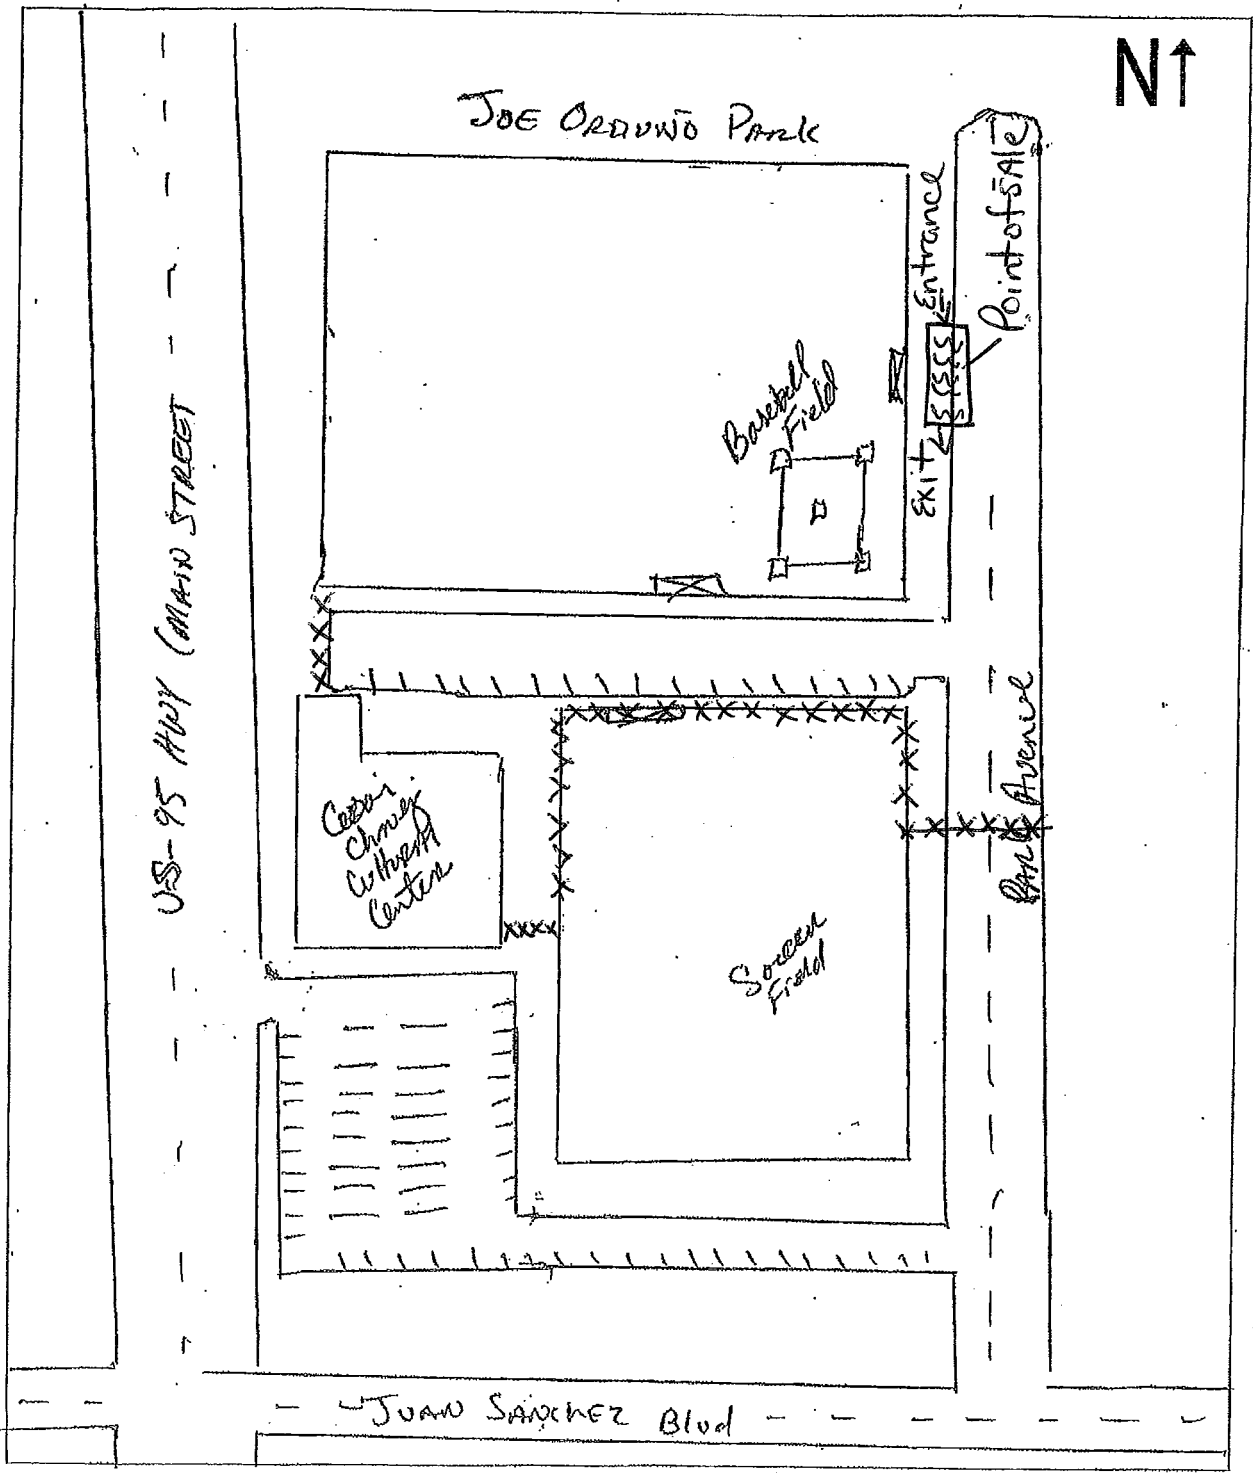 N↑
JOE ORDUNO PARK
Point of SAle
Entrance
Exit
Baseball
Field
US-95 HWY (MAIN STREET
Cesar
Chavez
Cultural
Center
Soccer
Field
PARK Avenue
JUAN SANCHEZ Blvd